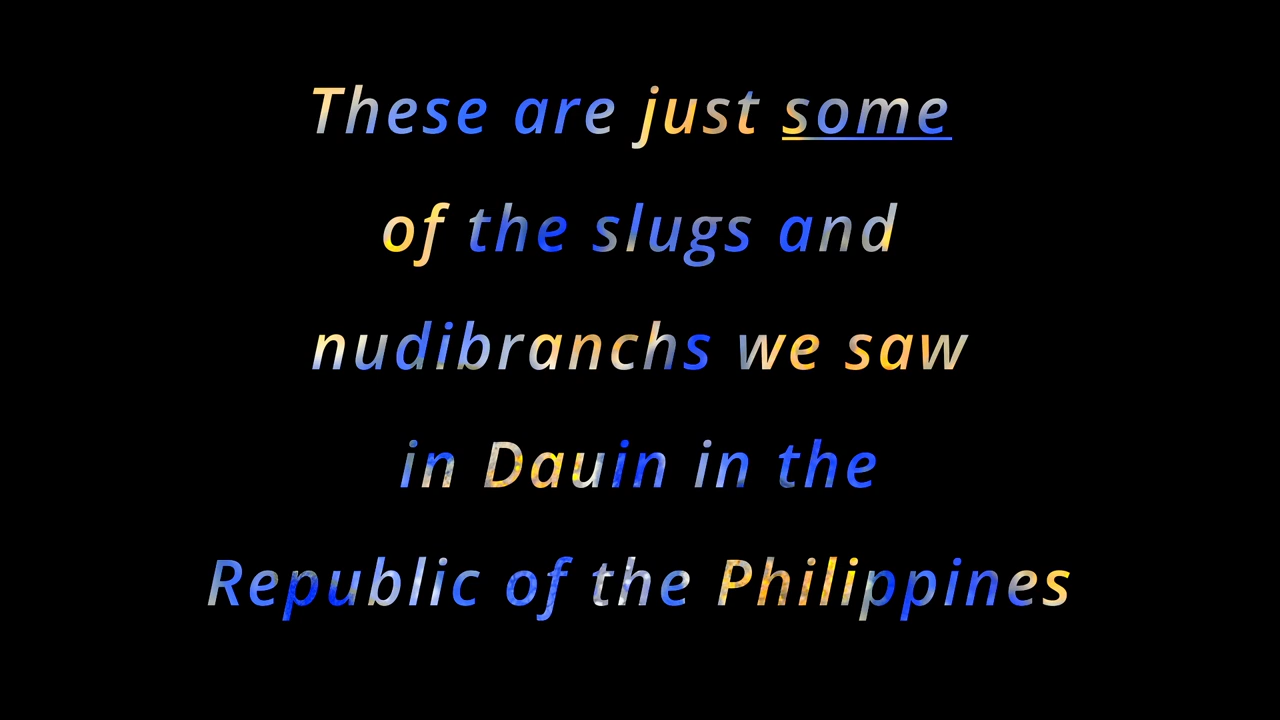 These are just some
of the slugs and
nudibranchs we saw
in Dauin in the
Republic of the Philippines